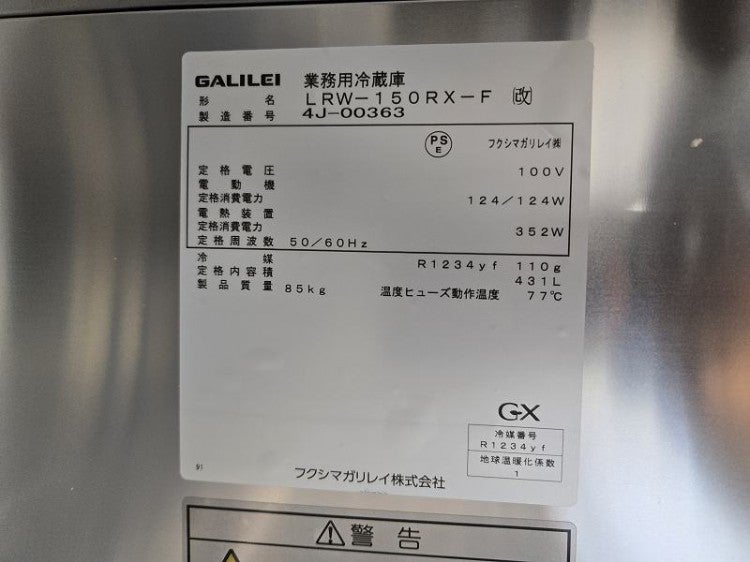 GALILEI 業務用冷蔵庫
形名 LRW-150RX-F 改
製造番号 4J-00363
PS E フクシマガリレイ㈱
定格電圧 100V
電動機
定格消費電力 124/124W
電熱装置
定格消費電力 352W
定格周波数 50/60Hz
冷媒 R1234yf 110g
定格内容積 431L
製品質量 85kg 温度ヒューズ動作温度 77℃
GX
冷媒番号
R1234yf
地球温暖化係数
1
フクシマガリレイ株式会社
警告